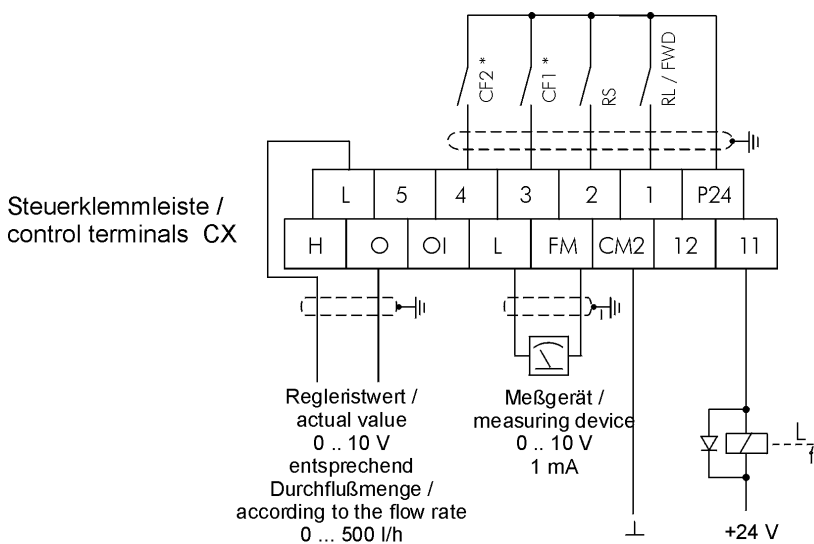 CF2 *
CF1 *
RS
RL / FWD
Steuerklemmleiste /
control terminals CX
L 5 4 3 2 1 P24
H O OI L FM CM2 12 11
Regleristwert /
actual value
0 .. 10 V
entsprechend
Durchflußmenge /
according to the flow rate
0 ... 500 l/h
Meßgerät /
measuring device
0 .. 10 V
1 mA
L
+24 V